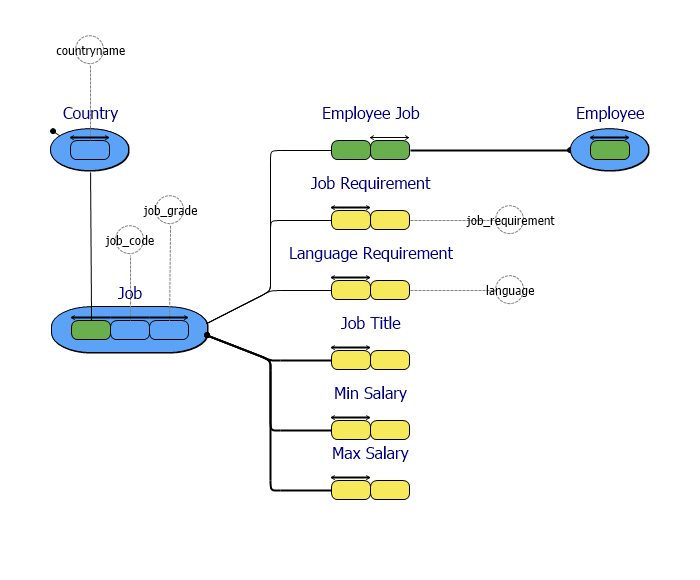 countryname
Country
Employee Job
Employee
Job Requirement
job_grade
job_requirement
job_code
Language Requirement
language
Job
Job Title
Min Salary
Max Salary